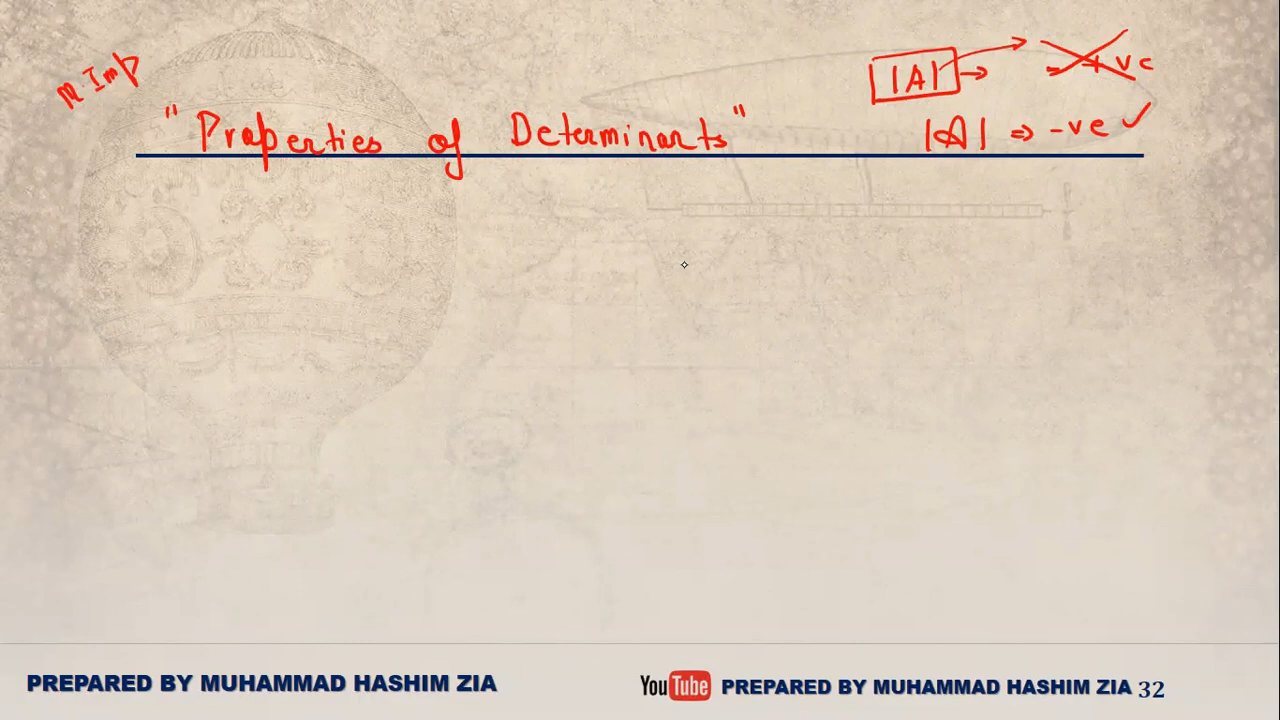 M Imp
|A| → - +ve
"Properties of Determinants"
|A| ⇒ -ve ✓
PREPARED BY MUHAMMAD HASHIM ZIA
YouTube PREPARED BY MUHAMMAD HASHIM ZIA 32